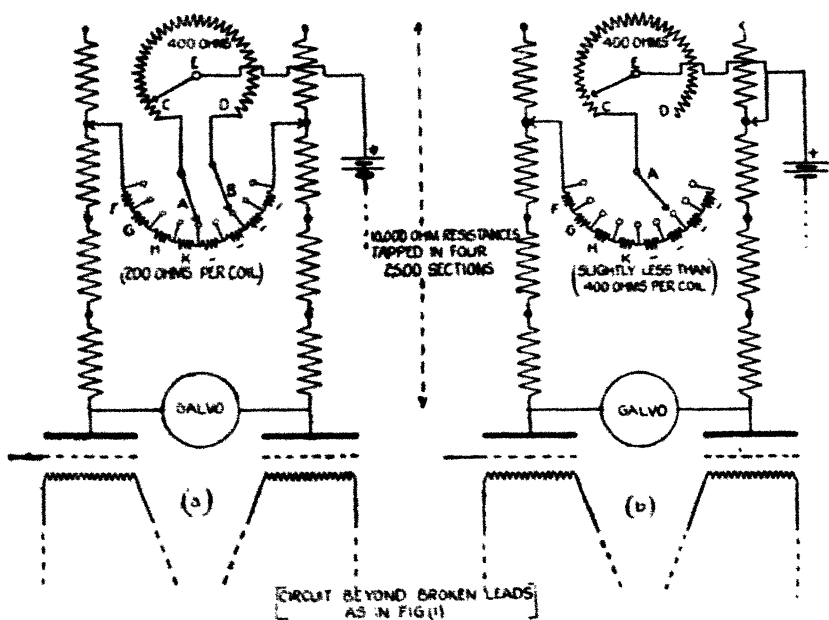 400 OHMS
E
C
D
A
B
F
G
H
K
(200 OHMS PER COIL)
+
10,000 OHM RESISTANCES
TAPPED IN FOUR
2500 SECTIONS
GALVO
(a)
400 OHMS
E
C
D
A
F
G
H
K
(SLIGHTLY LESS THAN
400 OHMS PER COIL)
+
GALVO
(b)
[CIRCUIT BEYOND BROKEN LEADS
AS IN FIG (1)]